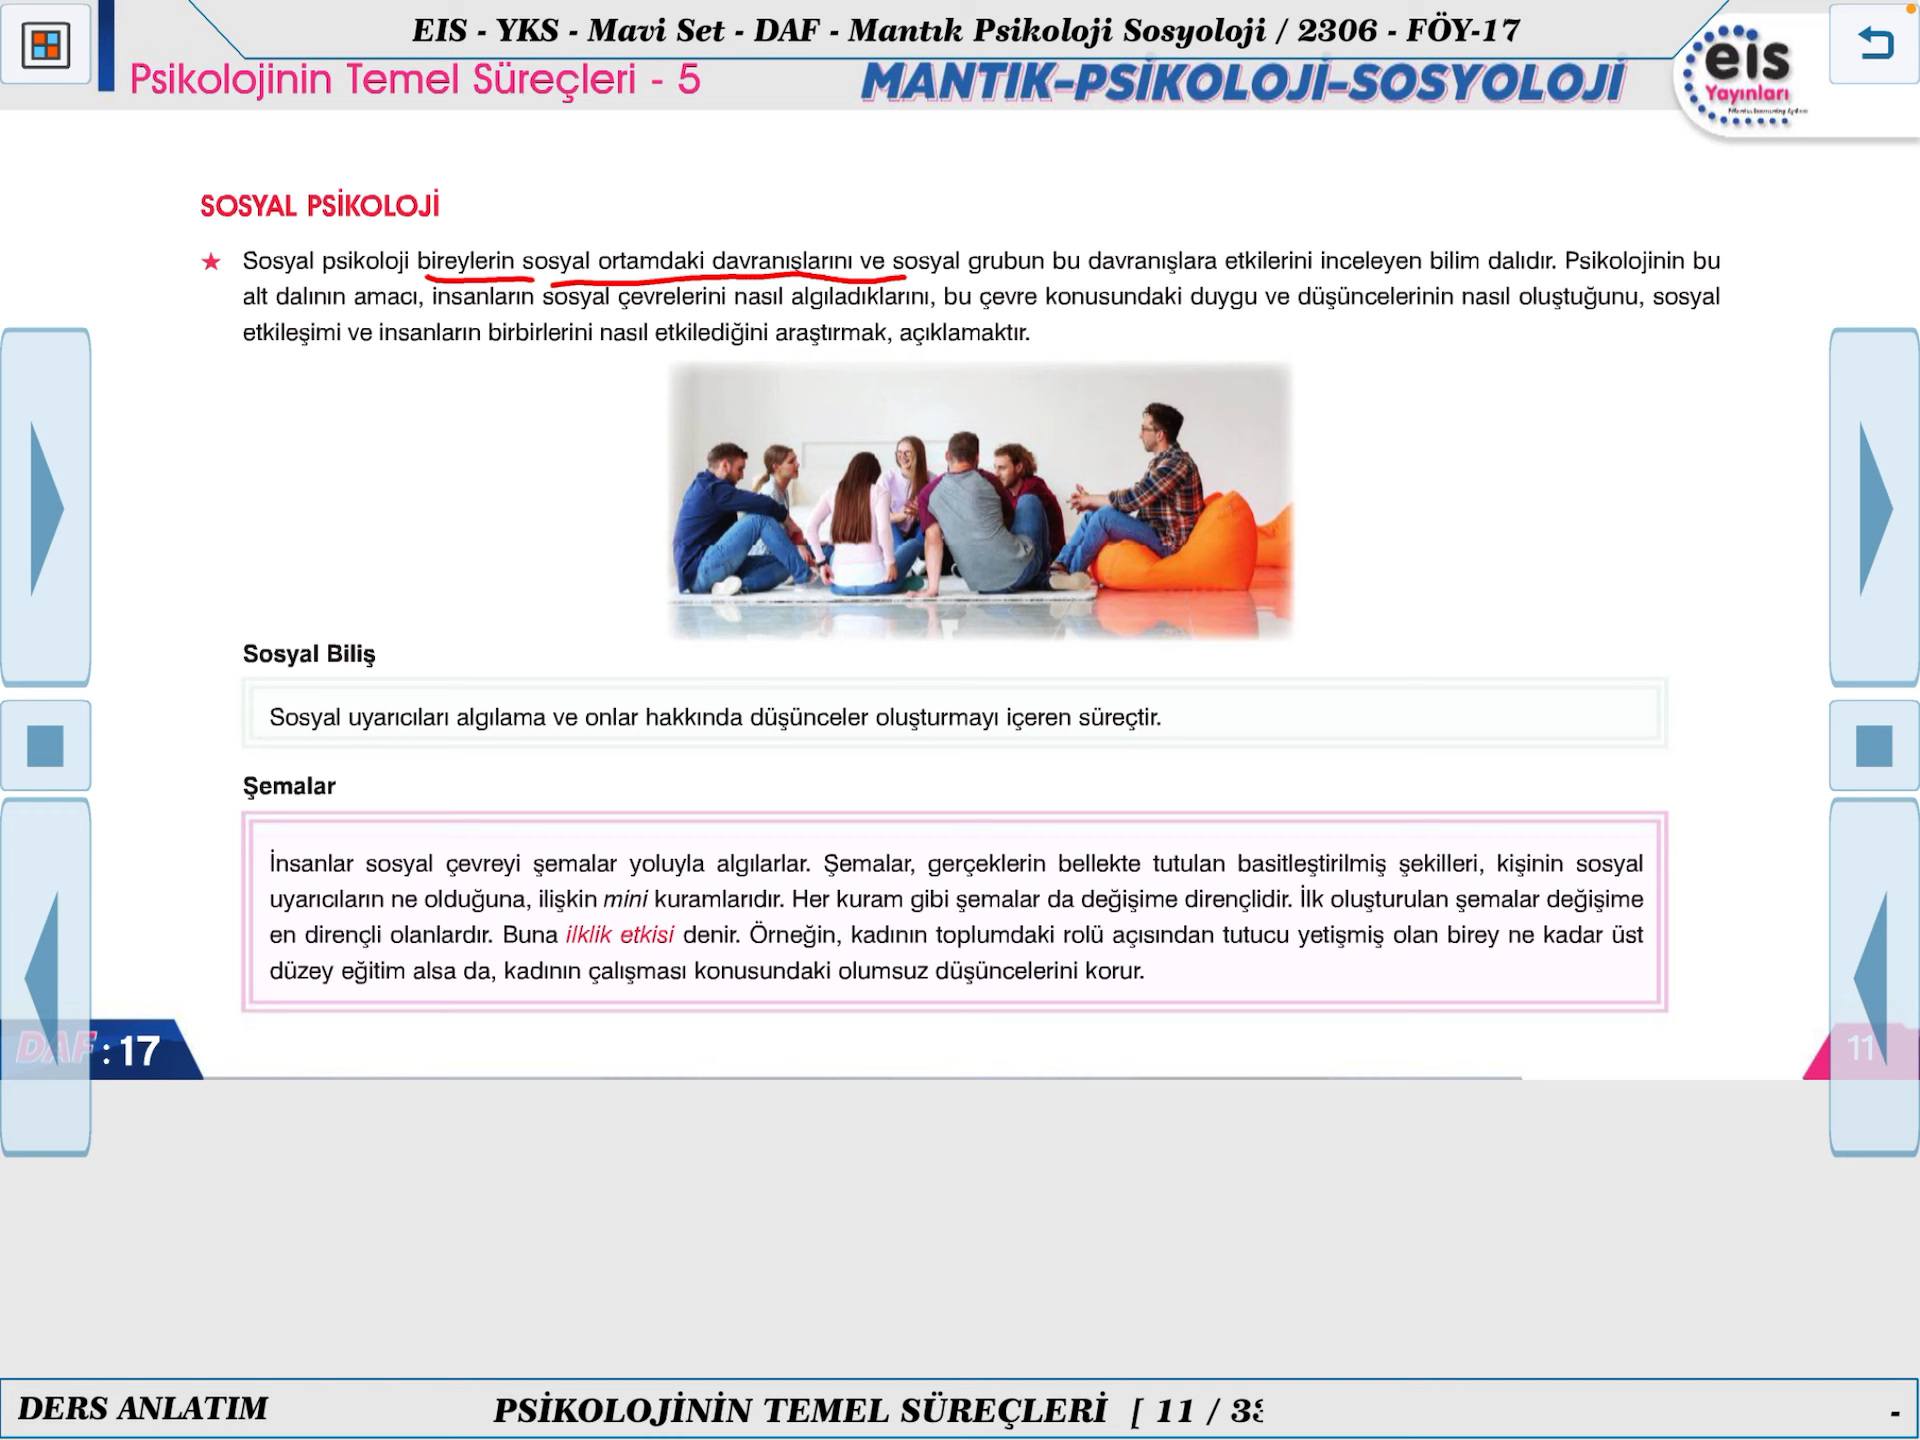 EIS - YKS - Mavi Set - DAF - Mantık Psikoloji Sosyoloji / 2306 - FÖY-17
Psikolojinin Temel Süreçleri - 5
MANTIK-PSİKOLOJİ-SOSYOLOJİ
eis
Yayınları
SOSYAL PSİKOLOJİ
★ Sosyal psikoloji bireylerin sosyal ortamdaki davranışlarını ve sosyal grubun bu davranışlara etkilerini inceleyen bilim dalıdır. Psikolojinin bu
alt dalının amacı, insanların sosyal çevrelerini nasıl algıladıklarını, bu çevre konusundaki duygu ve düşüncelerinin nasıl oluştuğunu, sosyal
etkileşimi ve insanların birbirlerini nasıl etkilediğini araştırmak, açıklamaktır.
Sosyal Biliş
Sosyal uyarıcıları algılama ve onlar hakkında düşünceler oluşturmayı içeren süreçtir.
Şemalar
İnsanlar sosyal çevreyi şemalar yoluyla algılarlar. Şemalar, gerçeklerin bellekte tutulan basitleştirilmiş şekilleri, kişinin sosyal
uyarıcıların ne olduğuna, ilişkin mini kuramlarıdır. Her kuram gibi şemalar da değişime dirençlidir. İlk oluşturulan şemalar değişime
en dirençli olanlardır. Buna ilklik etkisi denir. Örneğin, kadının toplumdaki rolü açısından tutucu yetişmiş olan birey ne kadar üst
düzey eğitim alsa da, kadının çalışması konusundaki olumsuz düşüncelerini korur.
DAF : 17
11
DERS ANLATIM
PSİKOLOJİNİN TEMEL SÜREÇLERİ [ 11 / 3
-